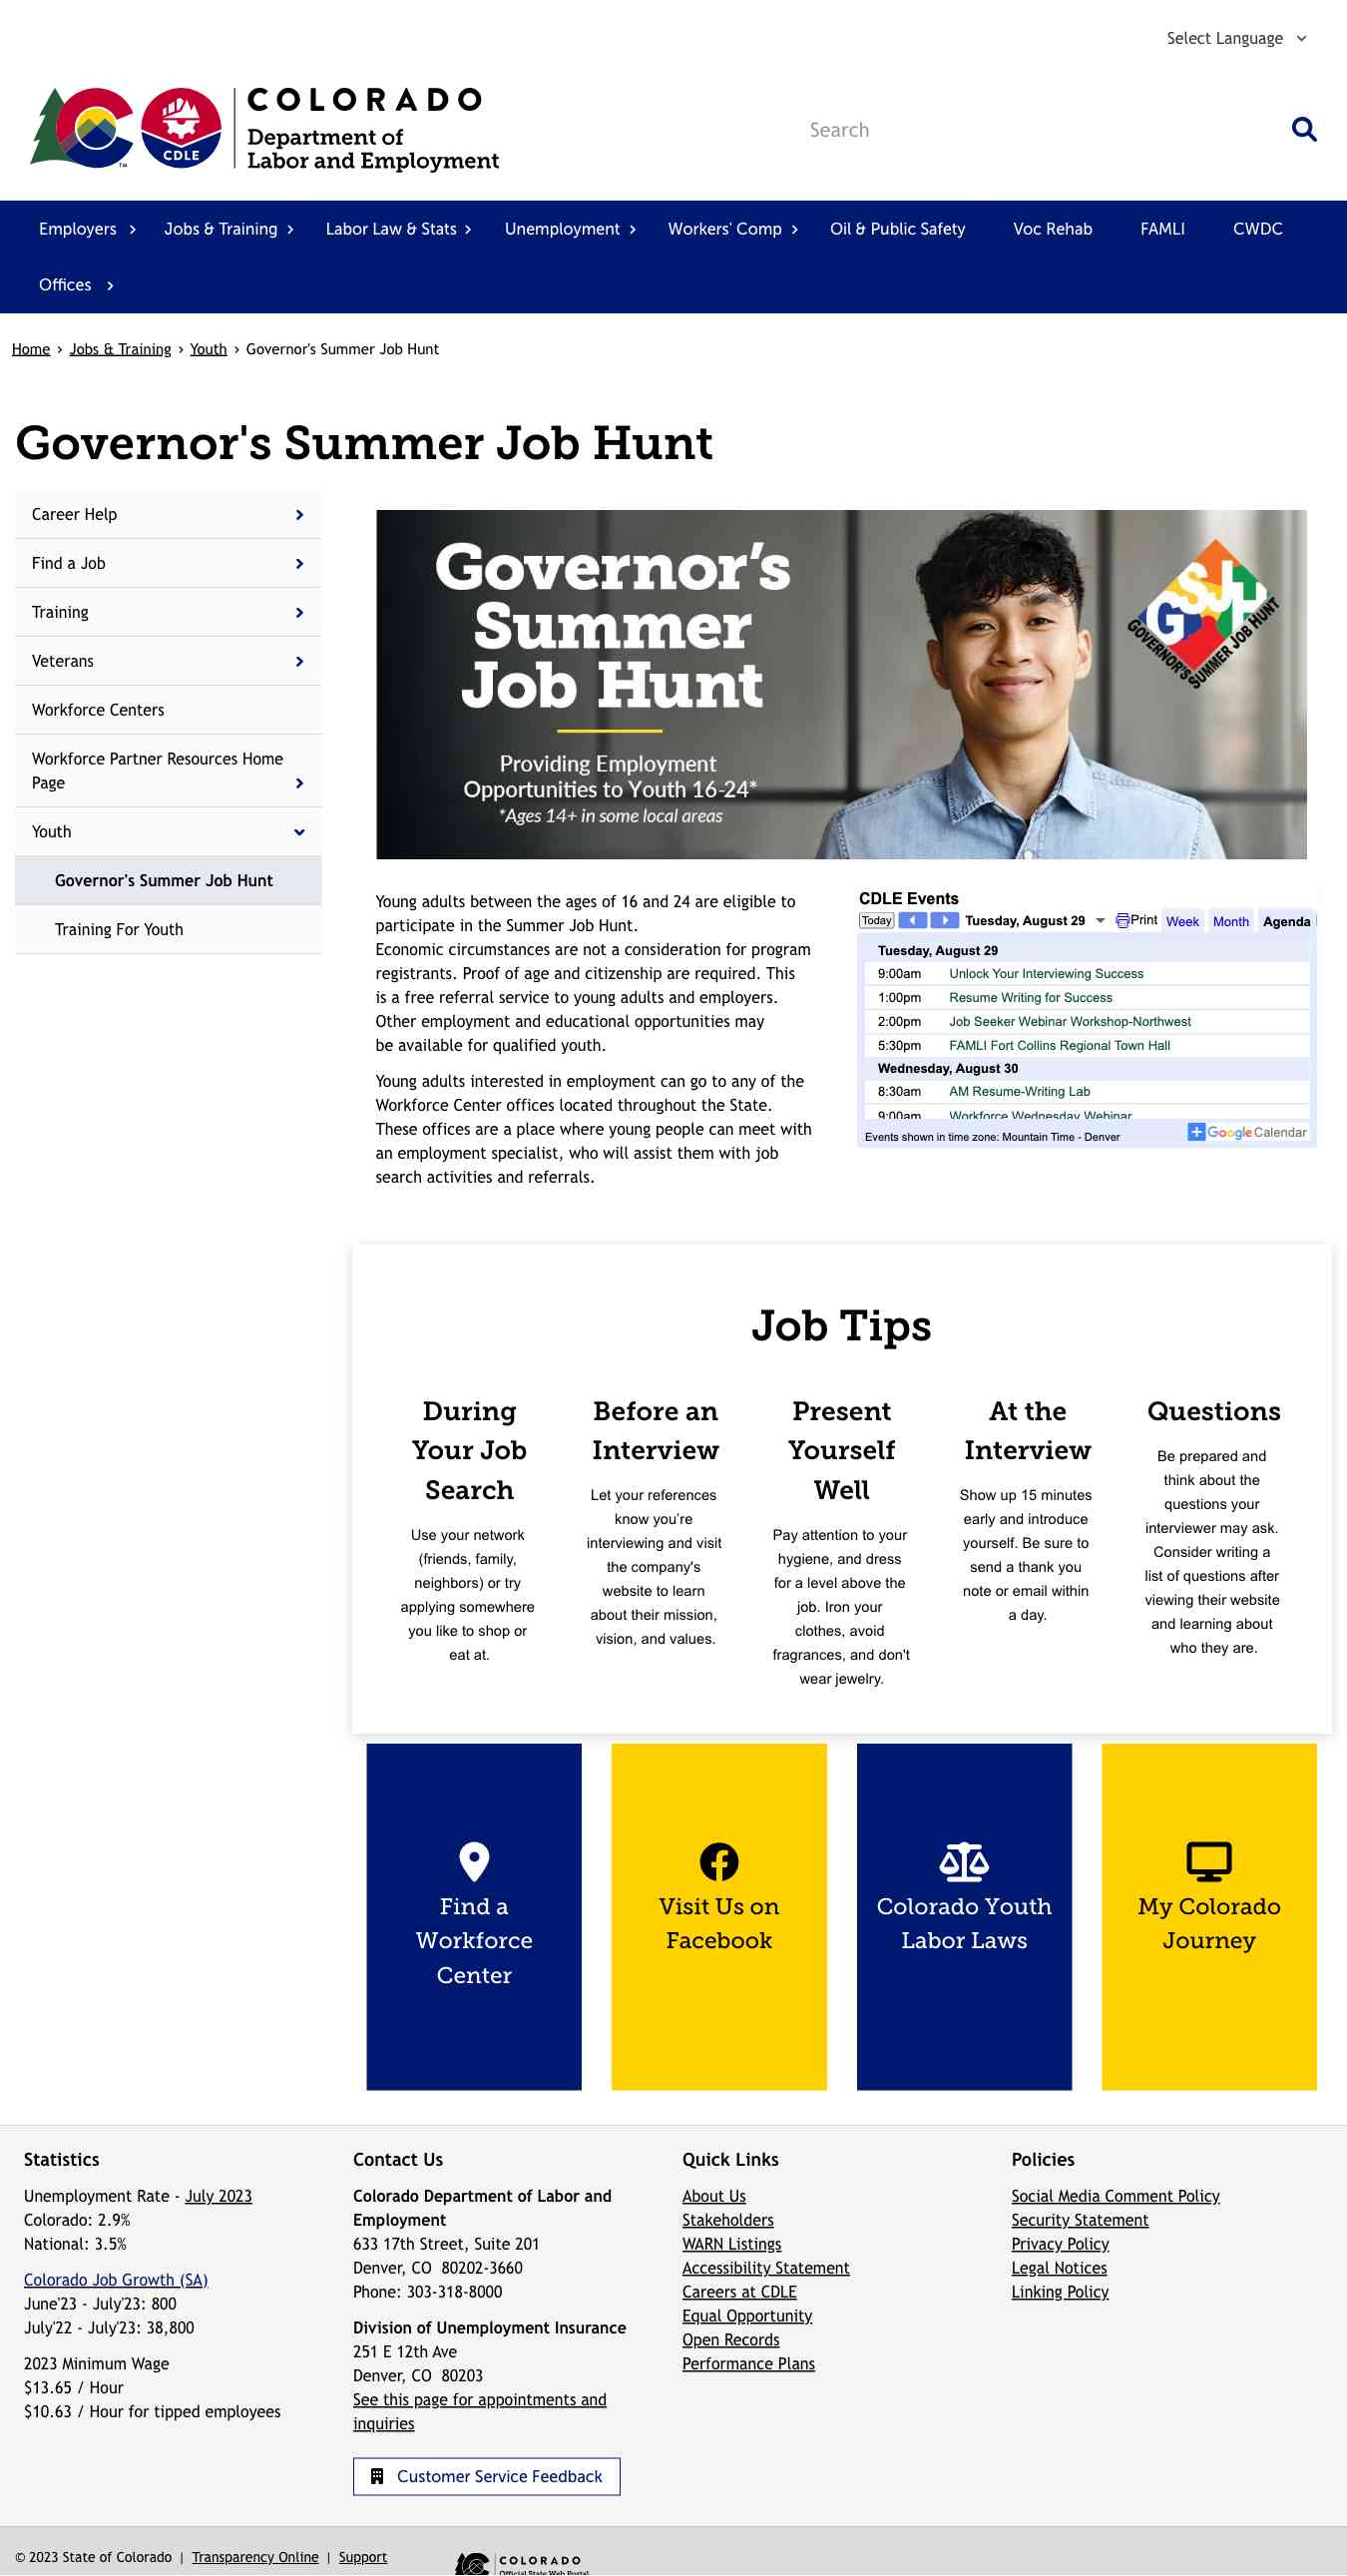 Select Language
COLORADO
Department of
Labor and Employment
CDLE
TM
Search
Employers Jobs & Training Labor Law & Stats Unemployment Workers' Comp Oil & Public Safety Voc Rehab FAMLI CWDC
Offices
Home › Jobs & Training › Youth › Governor's Summer Job Hunt
Governor's Summer Job Hunt
Career Help
Find a Job
Training
Veterans
Workforce Centers
Workforce Partner Resources Home
Page
Youth
Governor's Summer Job Hunt
Training For Youth
Governor's
Summer
Job Hunt
Providing Employment
Opportunities to Youth 16-24*
*Ages 14+ in some local areas
GSJH
GOVERNOR'S SUMMER JOB HUNT
Young adults between the ages of 16 and 24 are eligible to
participate in the Summer Job Hunt.
Economic circumstances are not a consideration for program
registrants. Proof of age and citizenship are required. This
is a free referral service to young adults and employers.
Other employment and educational opportunities may
be available for qualified youth.
Young adults interested in employment can go to any of the
Workforce Center offices located throughout the State.
These offices are a place where young people can meet with
an employment specialist, who will assist them with job
search activities and referrals.
CDLE Events
Today Tuesday, August 29 Print Week Month Agenda
Tuesday, August 29
9:00am Unlock Your Interviewing Success
1:00pm Resume Writing for Success
2:00pm Job Seeker Webinar Workshop-Northwest
5:30pm FAMLI Fort Collins Regional Town Hall
Wednesday, August 30
8:30am AM Resume-Writing Lab
9:00am Workforce Wednesday Webinar
Events shown in time zone: Mountain Time - Denver
Google Calendar
Job Tips
During
Your Job
Search
Use your network
(friends, family,
neighbors) or try
applying somewhere
you like to shop or
eat at.
Before an
Interview
Let your references
know you're
interviewing and visit
the company's
website to learn
about their mission,
vision, and values.
Present
Yourself
Well
Pay attention to your
hygiene, and dress
for a level above the
job. Iron your
clothes, avoid
fragrances, and don't
wear jewelry.
At the
Interview
Show up 15 minutes
early and introduce
yourself. Be sure to
send a thank you
note or email within
a day.
Questions
Be prepared and
think about the
questions your
interviewer may ask.
Consider writing a
list of questions after
viewing their website
and learning about
who they are.
Find a
Workforce
Center
Visit Us on
Facebook
Colorado Youth
Labor Laws
My Colorado
Journey
Statistics
Unemployment Rate - July 2023
Colorado: 2.9%
National: 3.5%
Colorado Job Growth (SA)
June'23 - July'23: 800
July'22 - July'23: 38,800
2023 Minimum Wage
$13.65 / Hour
$10.63 / Hour for tipped employees
Contact Us
Colorado Department of Labor and
Employment
633 17th Street, Suite 201
Denver, CO 80202-3660
Phone: 303-318-8000
Division of Unemployment Insurance
251 E 12th Ave
Denver, CO 80203
See this page for appointments and
inquiries
Customer Service Feedback
Quick Links
About Us
Stakeholders
WARN Listings
Accessibility Statement
Careers at CDLE
Equal Opportunity
Open Records
Performance Plans
Policies
Social Media Comment Policy
Security Statement
Privacy Policy
Legal Notices
Linking Policy
© 2023 State of Colorado | Transparency Online | Support
COLORADO
Official State Web Portal